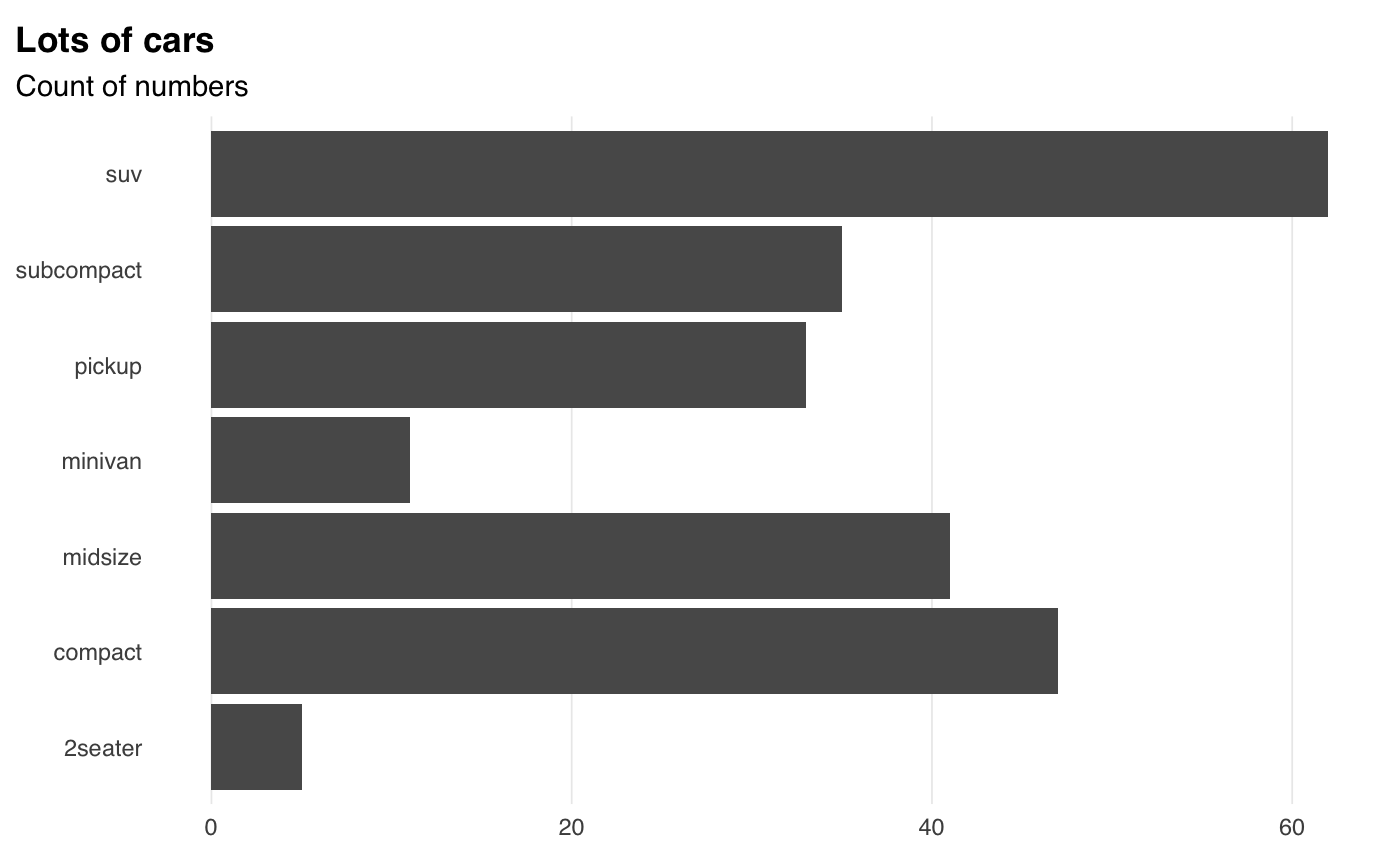 Lots of cars
Count of numbers
suv
subcompact
pickup
minivan
midsize
compact
2seater
0 20 40 60